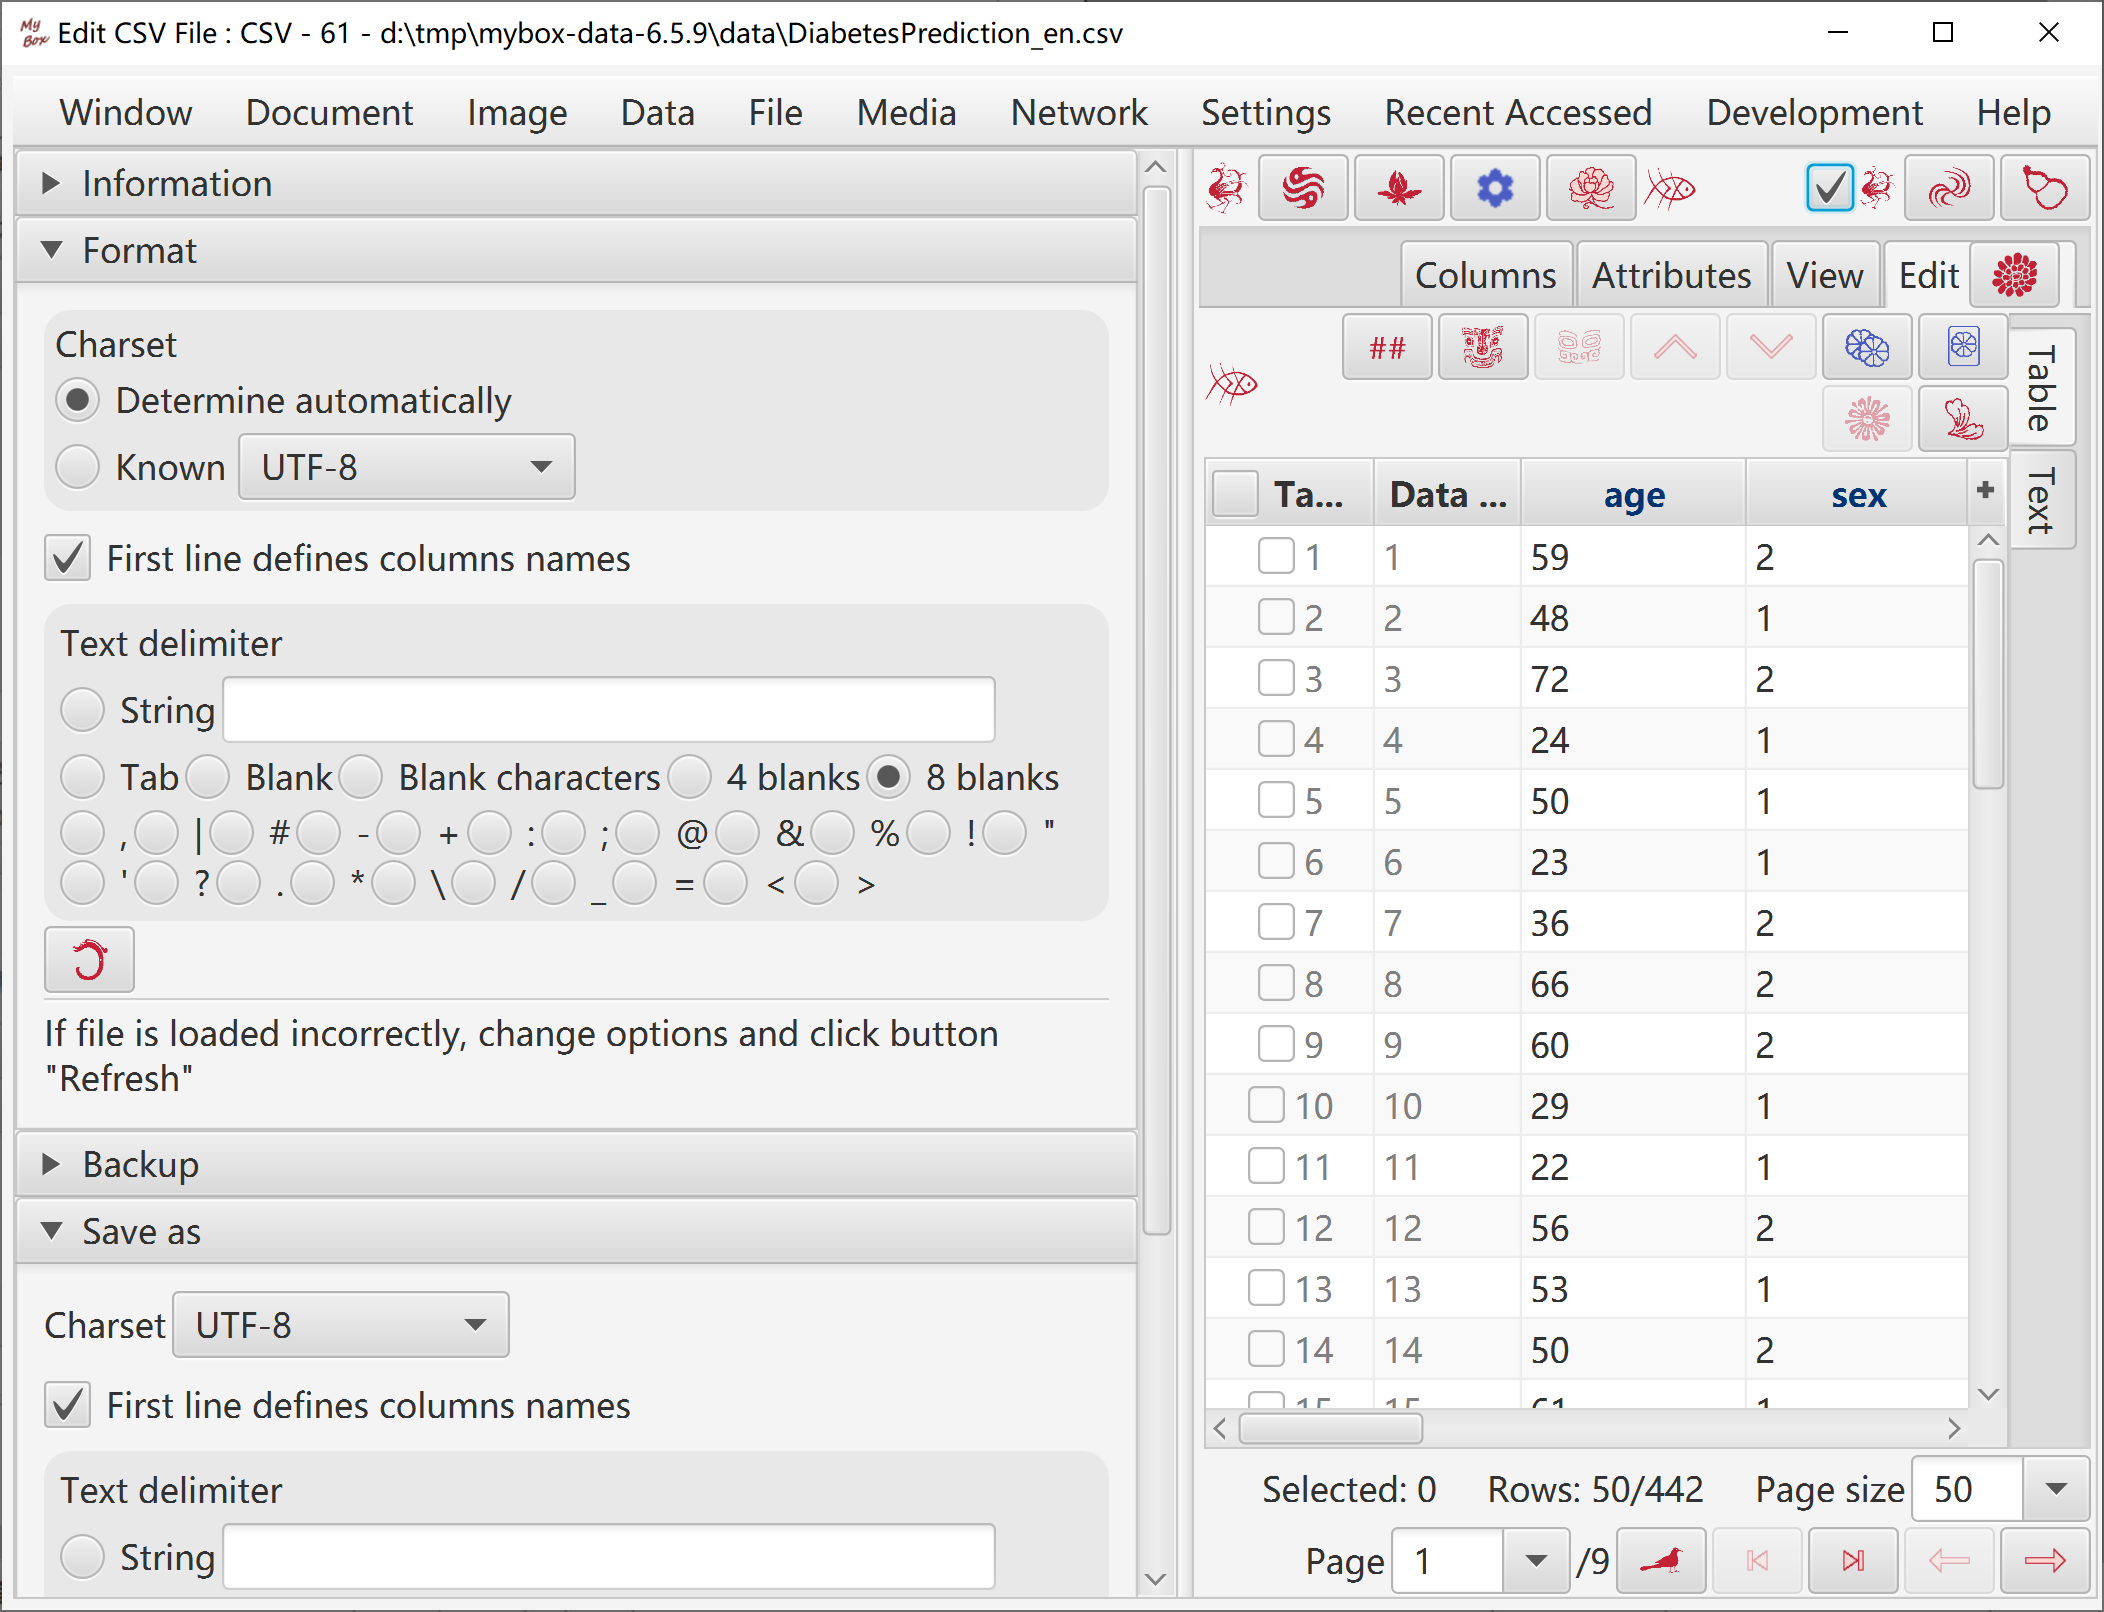 My Box Edit CSV File : CSV - 61 - d:\tmp\mybox-data-6.5.9\data\DiabetesPrediction_en.csv
Window Document Image Data File Media Network Settings Recent Accessed Development Help
Information
Format
Charset
Determine automatically
Known UTF-8
First line defines columns names
Text delimiter
String
Tab Blank Blank characters 4 blanks 8 blanks
, | # - + : ; @ & % ! "
' ? . * \ / _ = < >
If file is loaded incorrectly, change options and click button
"Refresh"
Backup
Save as
Charset UTF-8
First line defines columns names
Text delimiter
String
Columns Attributes View Edit
##
Table
Text
Ta... Data ... age sex +
1 1 59 2
2 2 48 1
3 3 72 2
4 4 24 1
5 5 50 1
6 6 23 1
7 7 36 2
8 8 66 2
9 9 60 2
10 10 29 1
11 11 22 1
12 12 56 2
13 13 53 1
14 14 50 2
15 15 61 1
Selected: 0 Rows: 50/442 Page size 50
Page 1 /9